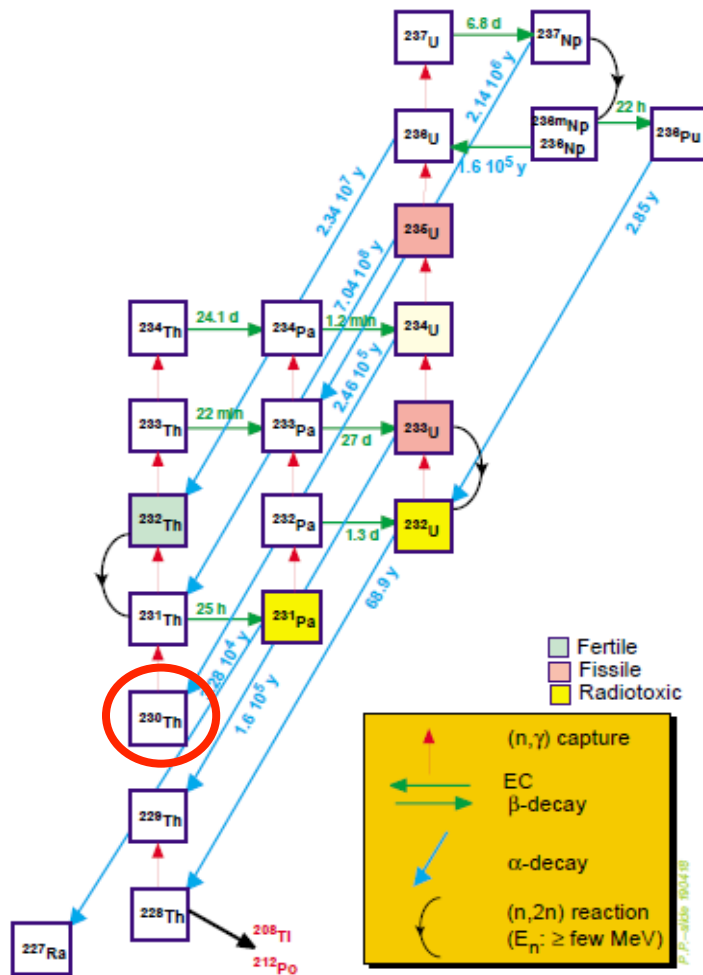 237U
6.8 d
237Np
2.14 10⁶ y
236U
236mNp
236Np
22 h
236Pu
1.6 10⁵ y
2.34 10⁷ y
2.85 y
235U
7.04 10⁸ y
234Th
24.1 d
234Pa
1.2 min
234U
2.46 10⁵ y
233Th
22 min
233Pa
27 d
233U
232Th
232Pa
1.3 d
232U
68.9 y
231Th
25 h
231Pa
10⁴ y
1.6 10⁵ y
230Th
229Th
228Th
227Ra
208Tl
212Po
Fertile
Fissile
Radiotoxic
(n,γ) capture
EC
β-decay
α-decay
(n,2n) reaction
(Eₙ: ≥ few MeV)
P.P.-slide 190418